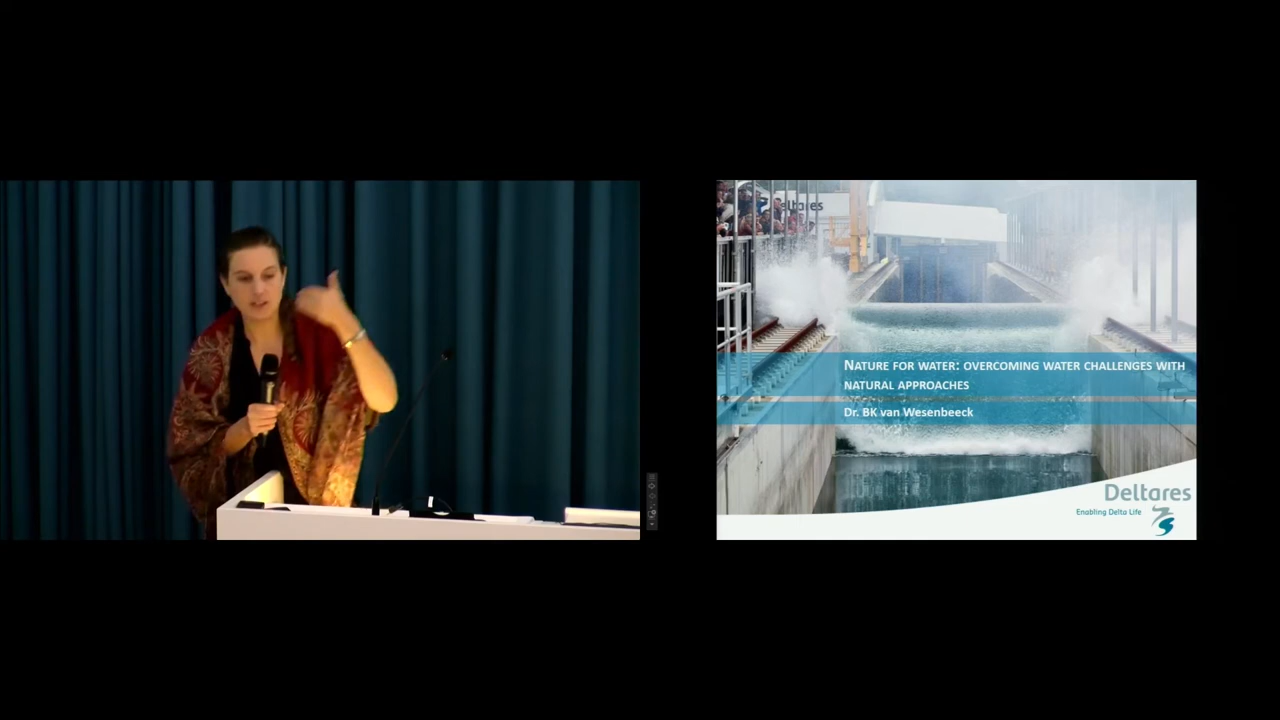 Deltares
NATURE FOR WATER: OVERCOMING WATER CHALLENGES WITH
NATURAL APPROACHES
Dr. BK van Wesenbeeck
Deltares
Enabling Delta Life